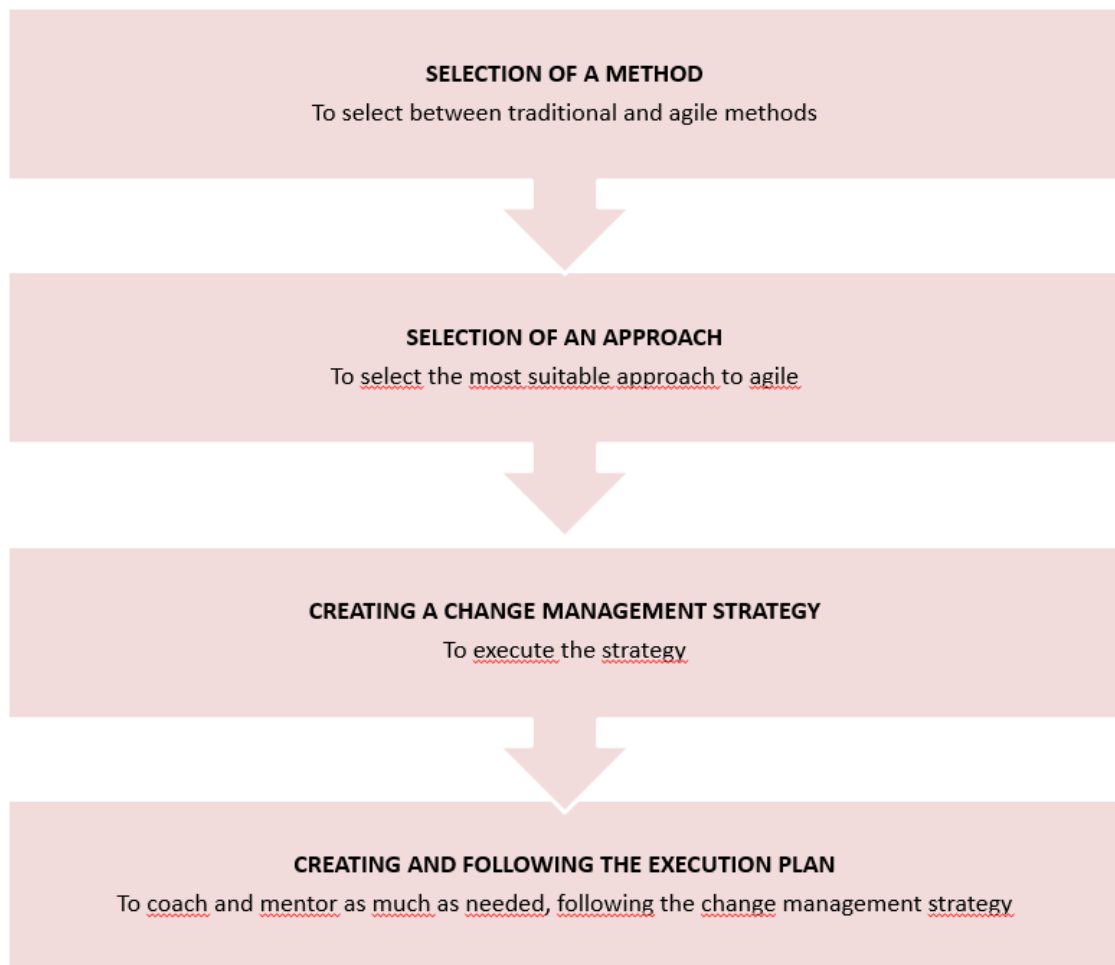 SELECTION OF A METHOD
To select between traditional and agile methods
SELECTION OF AN APPROACH
To select the most suitable approach to agile
CREATING A CHANGE MANAGEMENT STRATEGY
To execute the strategy
CREATING AND FOLLOWING THE EXECUTION PLAN
To coach and mentor as much as needed, following the change management strategy